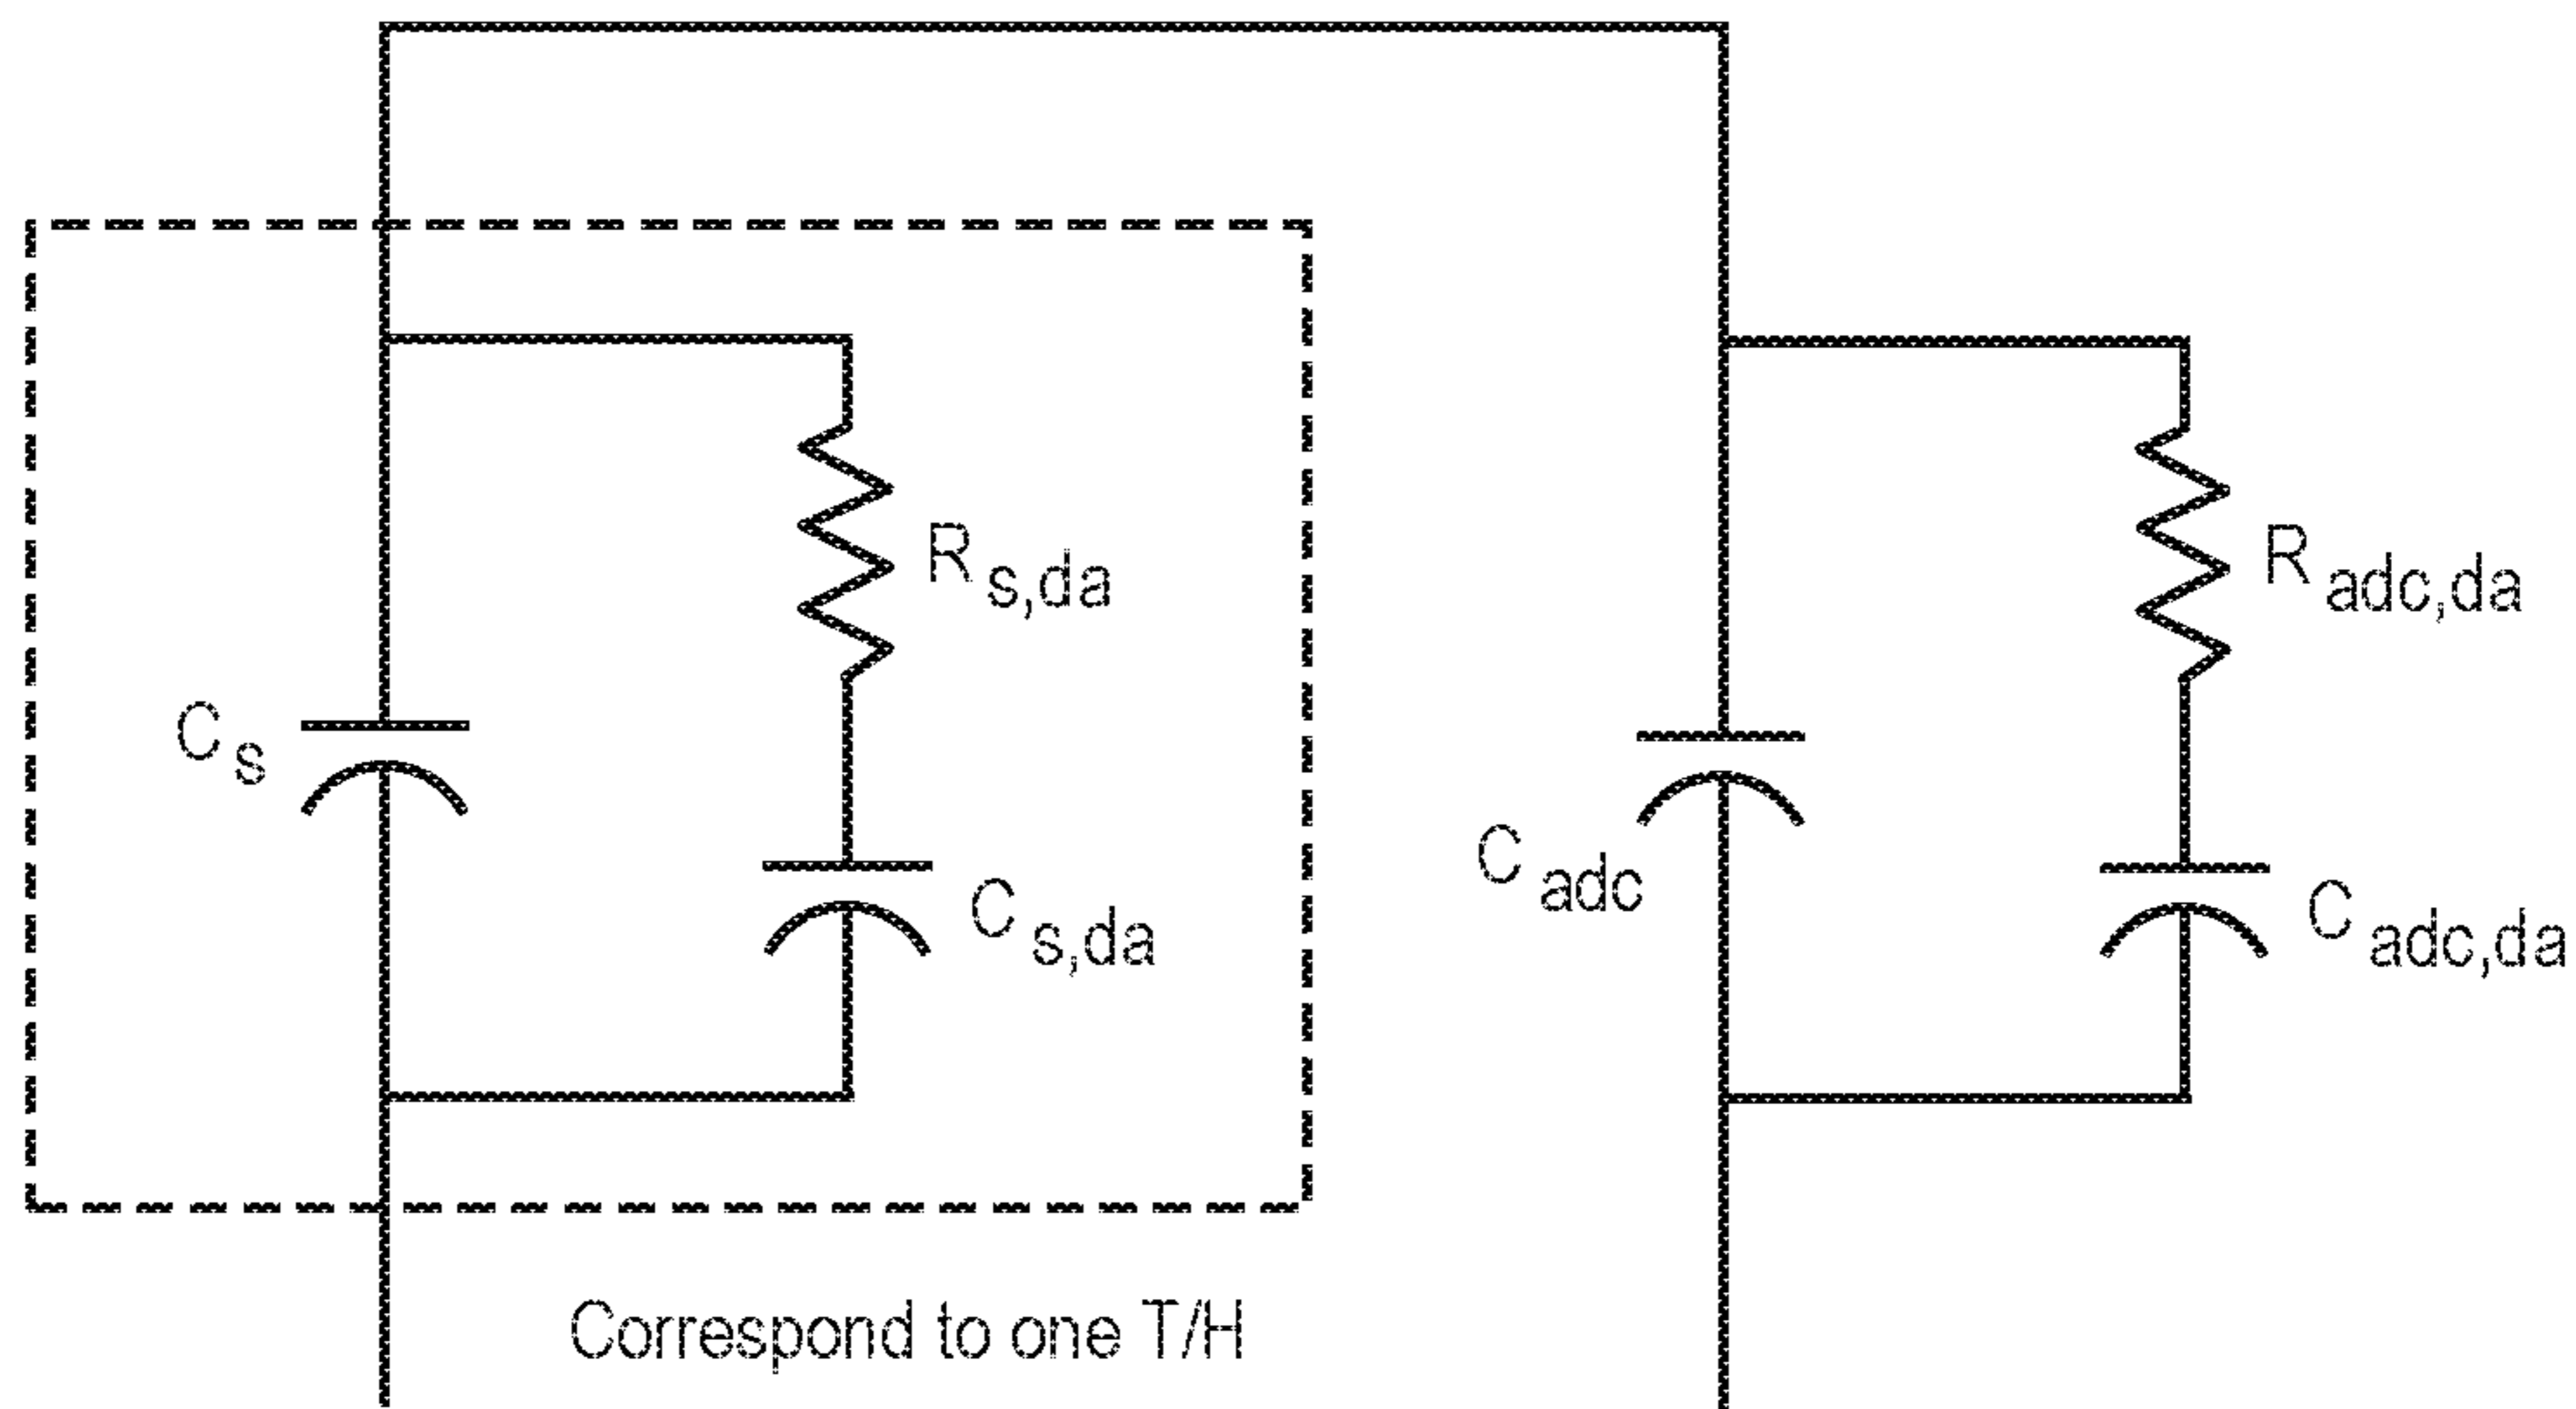 R s,da
R adc,da
C s
C adc
C s,da
C adc,da
Correspond to one T/H